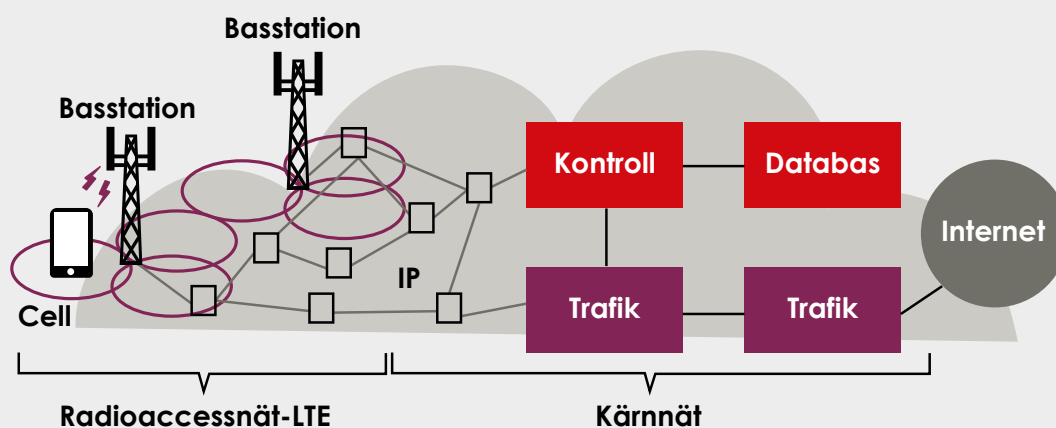 Basstation
Basstation
Kontroll
Databas
Internet
IP
Cell
Trafik
Trafik
Radioaccessnät-LTE
Kärnnät